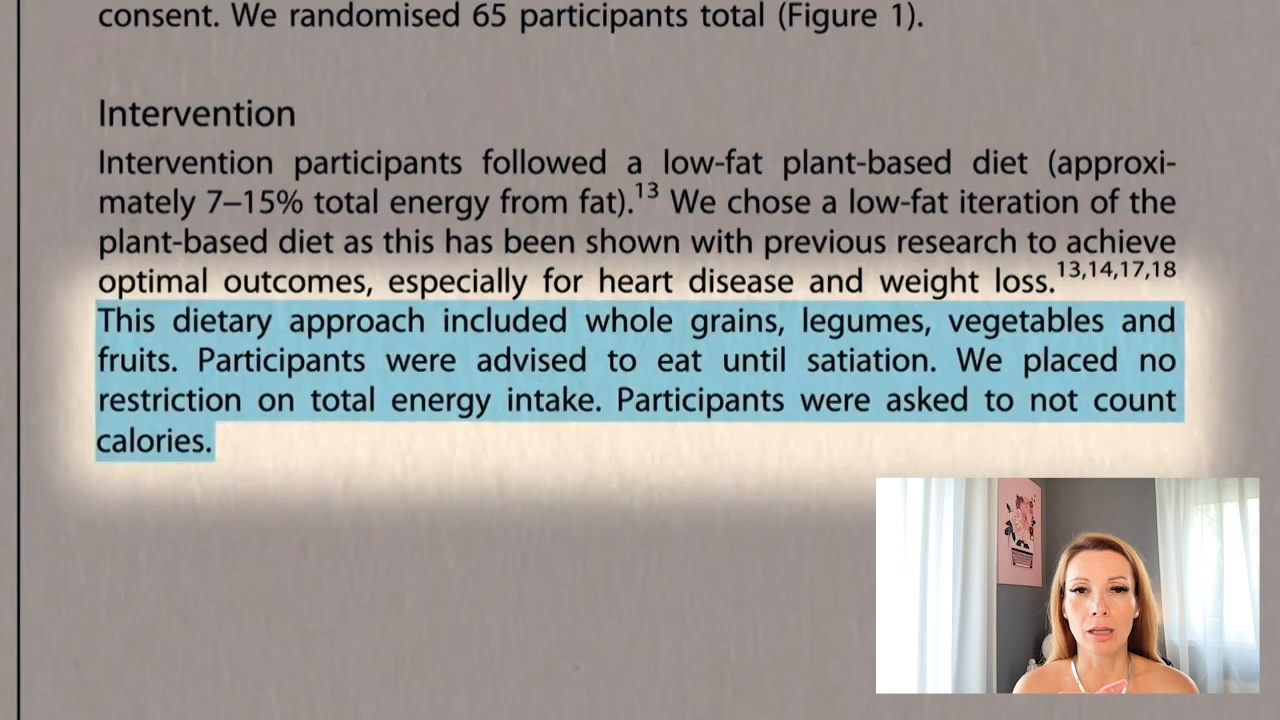 consent. We randomised 65 participants total (Figure 1).
Intervention
Intervention participants followed a low-fat plant-based diet (approxi-
mately 7–15% total energy from fat).13 We chose a low-fat iteration of the
plant-based diet as this has been shown with previous research to achieve
optimal outcomes, especially for heart disease and weight loss.13,14,17,18
This dietary approach included whole grains, legumes, vegetables and
fruits. Participants were advised to eat until satiation. We placed no
restriction on total energy intake. Participants were asked to not count
calories.